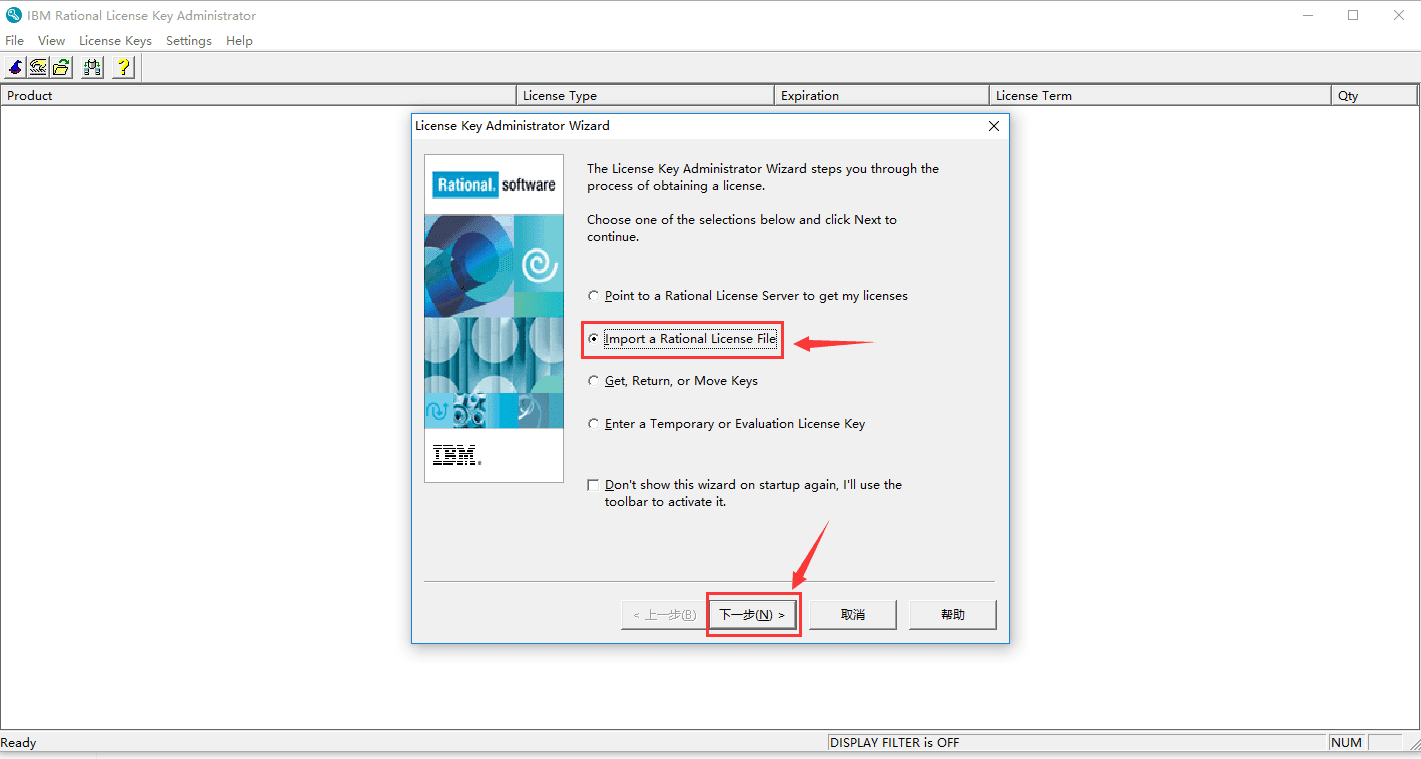 IBM Rational License Key Administrator
File View License Keys Settings Help
Product License Type Expiration License Term Qty
License Key Administrator Wizard
Rational. software
The License Key Administrator Wizard steps you through the
process of obtaining a license.
Choose one of the selections below and click Next to
continue.
Point to a Rational License Server to get my licenses
Import a Rational License File
Get, Return, or Move Keys
Enter a Temporary or Evaluation License Key
IBM.
Don't show this wizard on startup again, I'll use the
toolbar to activate it.
< 上一步(B) 下一步(N) > 取消 帮助
Ready DISPLAY FILTER is OFF NUM